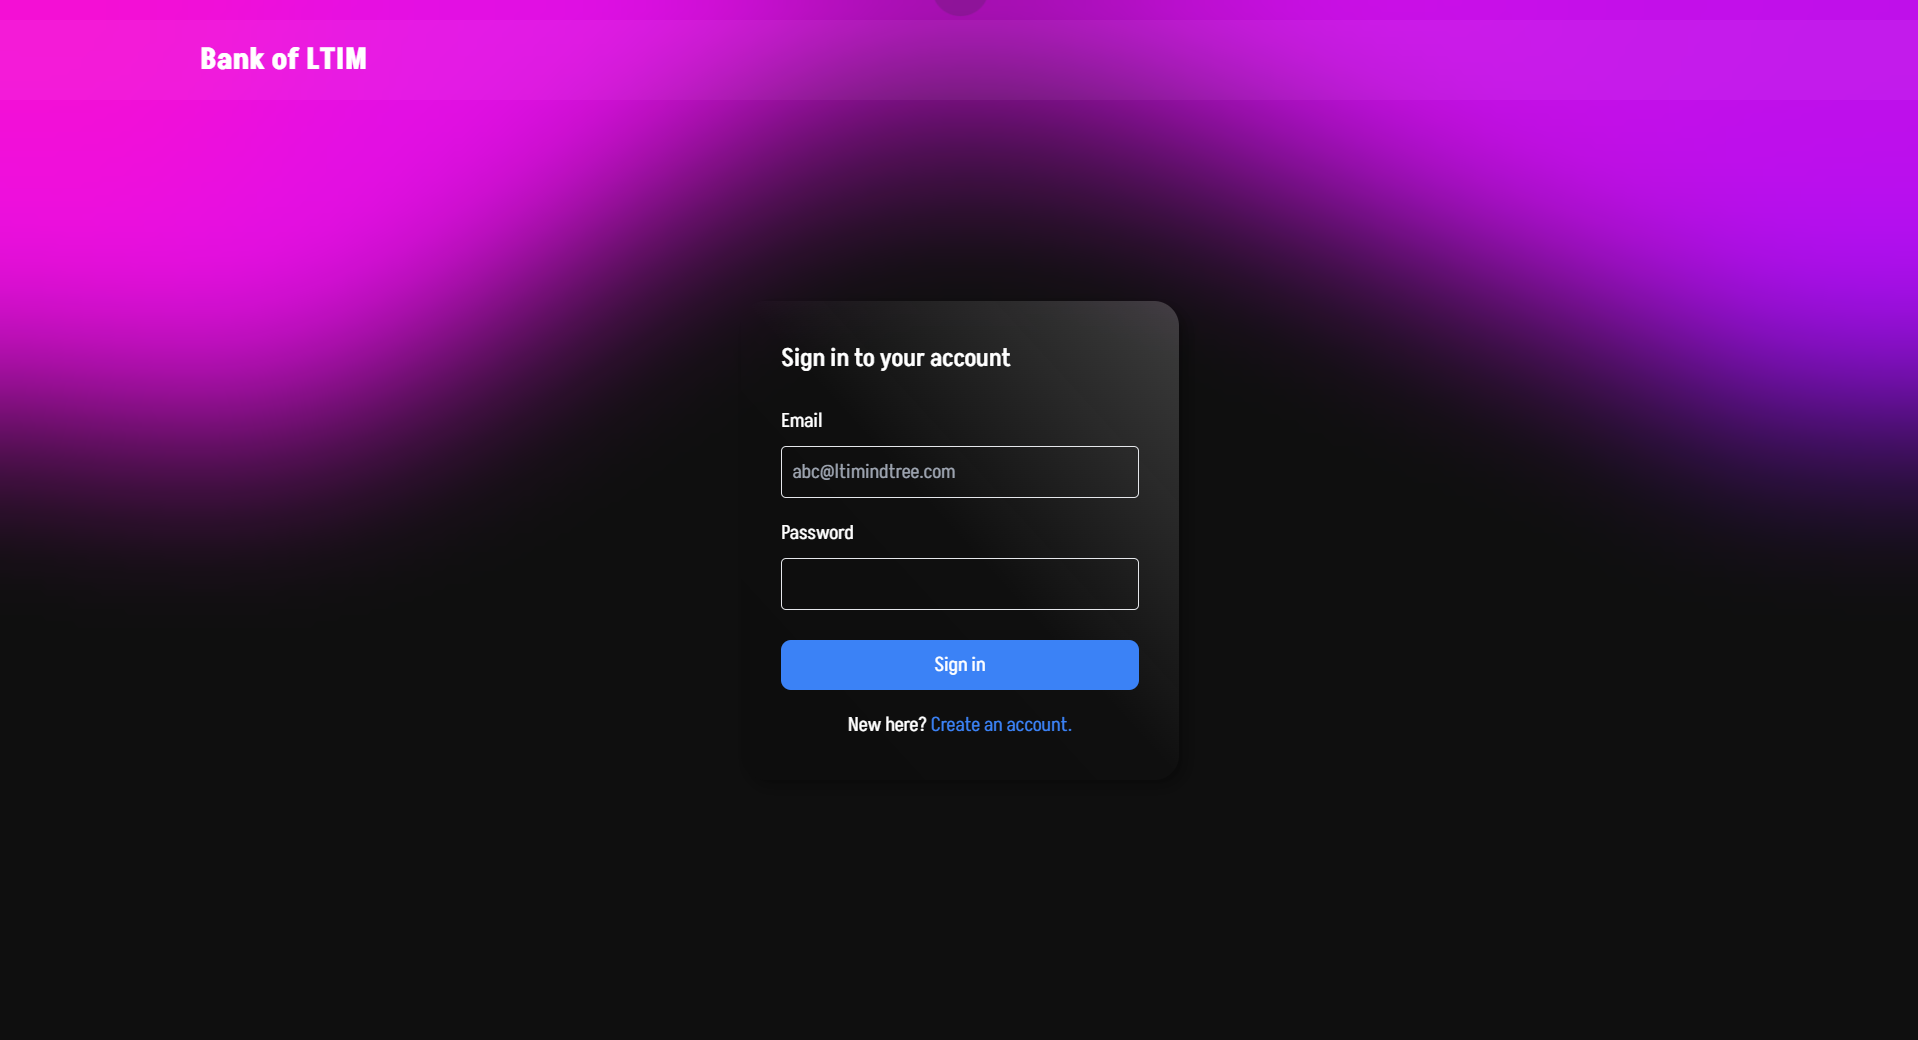 Bank of LTIM
Sign in to your account
Email
abc@ltimindtree.com
Password
Sign in
New here? Create an account.